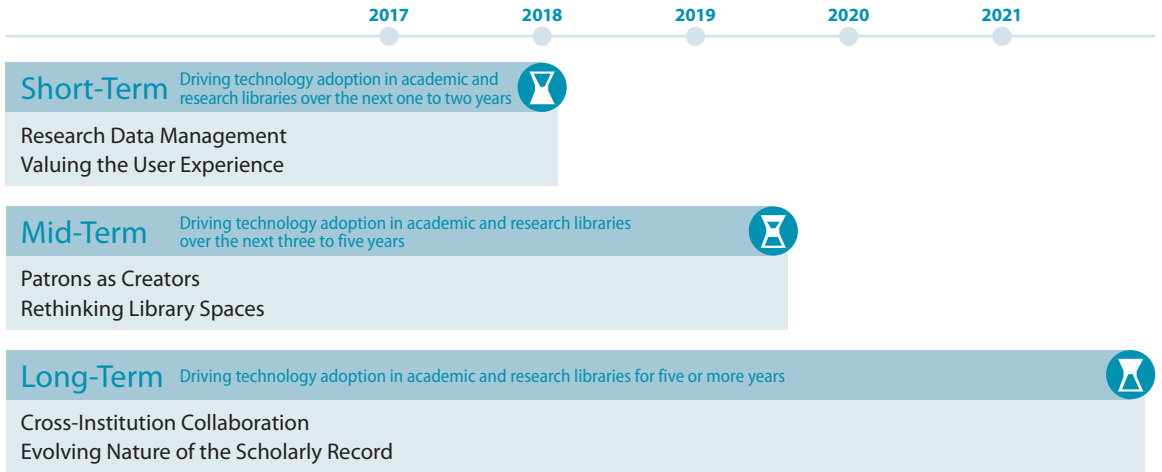 2017 2018 2019 2020 2021
Short-Term
Driving technology adoption in academic and
research libraries over the next one to two years
Research Data Management
Valuing the User Experience
Mid-Term
Driving technology adoption in academic and research libraries
over the next three to five years
Patrons as Creators
Rethinking Library Spaces
Long-Term Driving technology adoption in academic and research libraries for five or more years
Cross-Institution Collaboration
Evolving Nature of the Scholarly Record